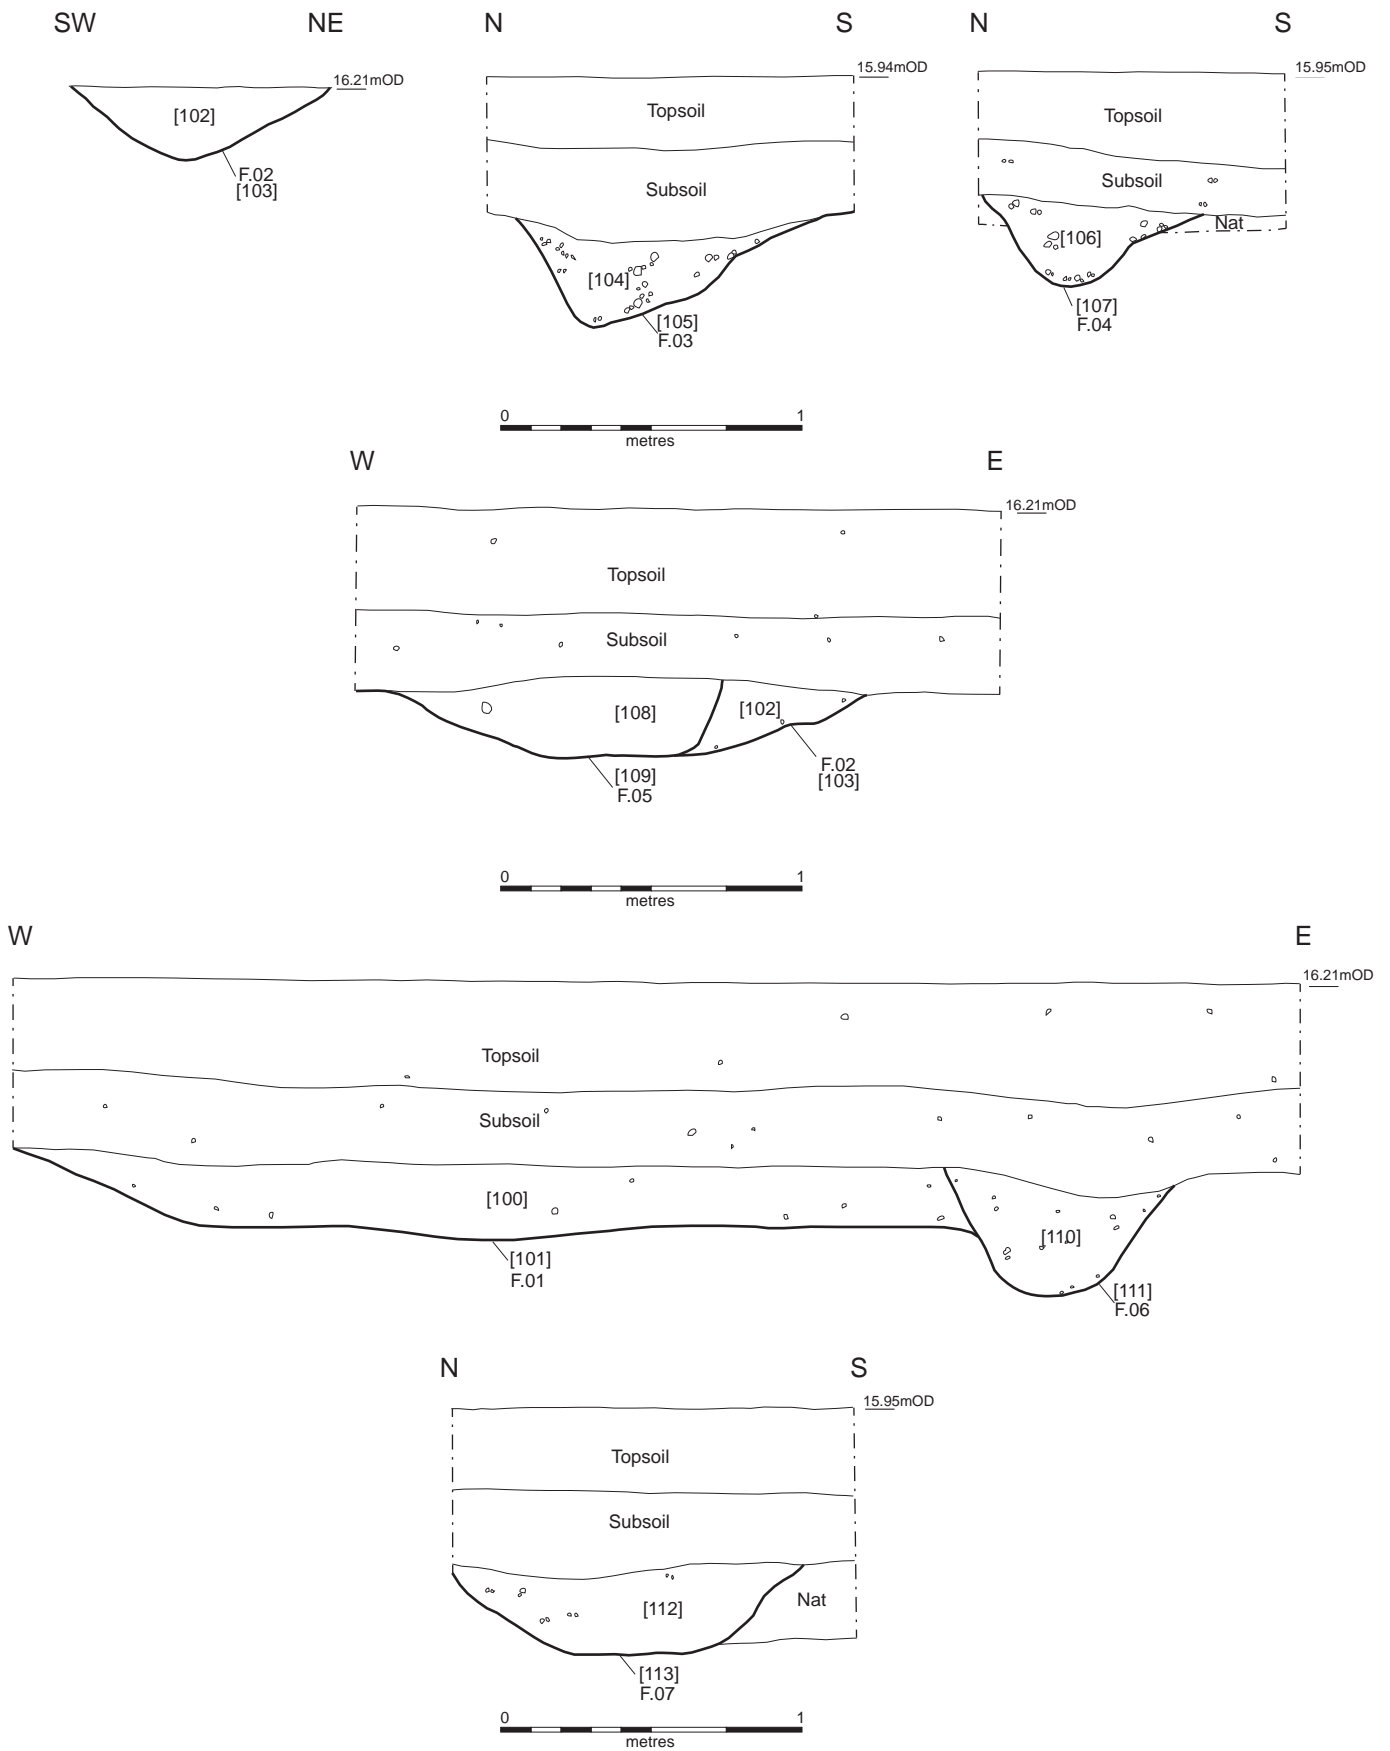 SW NE
16.21mOD
[102]
F.02
[103]
N S
15.94mOD
Topsoil
Subsoil
[104]
[105]
F.03
N S
15.95mOD
Topsoil
Subsoil
Nat
[106]
[107]
F.04
0 1
metres
W E
16.21mOD
Topsoil
Subsoil
[108]
[102]
[109]
F.05
F.02
[103]
0 1
metres
W E
16.21mOD
Topsoil
Subsoil
[100]
[101]
F.01
[110]
[111]
F.06
N S
15.95mOD
Topsoil
Subsoil
[112]
Nat
[113]
F.07
0 1
metres